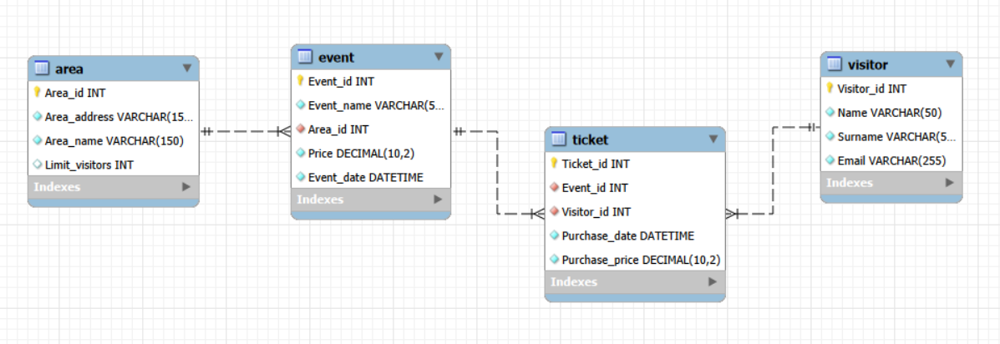 area
Area_id INT
Area_address VARCHAR(15...
Area_name VARCHAR(150)
Limit_visitors INT
Indexes
event
Event_id INT
Event_name VARCHAR(5...
Area_id INT
Price DECIMAL(10,2)
Event_date DATETIME
Indexes
ticket
Ticket_id INT
Event_id INT
Visitor_id INT
Purchase_date DATETIME
Purchase_price DECIMAL(10,2)
Indexes
visitor
Visitor_id INT
Name VARCHAR(50)
Surname VARCHAR(5...
Email VARCHAR(255)
Indexes